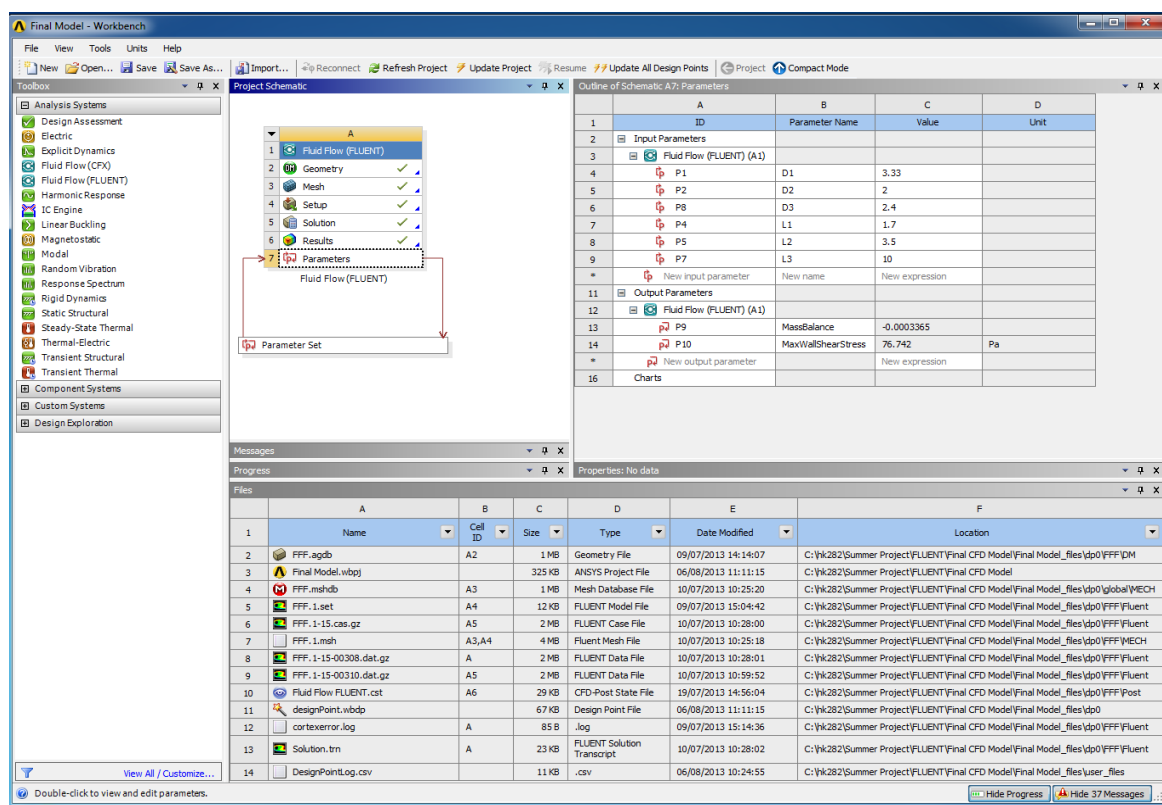 Final Model - Workbench
File View Tools Units Help
New Open... Save Save As... Import... Reconnect Refresh Project Update Project Resume Update All Design Points Project Compact Mode
Toolbox
Analysis Systems
Design Assessment
Electric
Explicit Dynamics
Fluid Flow (CFX)
Fluid Flow (FLUENT)
Harmonic Response
IC Engine
Linear Buckling
Magnetostatic
Modal
Random Vibration
Response Spectrum
Rigid Dynamics
Static Structural
Steady-State Thermal
Thermal-Electric
Transient Structural
Transient Thermal
Component Systems
Custom Systems
Design Exploration
View All / Customize...
Project Schematic
A
1 Fluid Flow (FLUENT)
2 Geometry
3 Mesh
4 Setup
5 Solution
6 Results
7 Parameters
Fluid Flow (FLUENT)
Parameter Set
Outline of Schematic A7: Parameters
A B C D
1 ID Parameter Name Value Unit
2 Input Parameters
3 Fluid Flow (FLUENT) (A1)
4 P1 D1 3.33
5 P2 D2 2
6 P8 D3 2.4
7 P4 L1 1.7
8 P5 L2 3.5
9 P7 L3 10
* New input parameter New name New expression
11 Output Parameters
12 Fluid Flow (FLUENT) (A1)
13 P9 MassBalance -0.0003365
14 P10 MaxWallShearStress 76.742 Pa
* New output parameter New expression
16 Charts
Messages
Progress
Properties: No data
Files
A B C D E F
1 Name Cell ID Size Type Date Modified Location
2 FFF.agdb A2 1 MB Geometry File 09/07/2013 14:14:07 C:\hk282\Summer Project\FLUENT\Final CFD Model\Final Model_files\dp0\FFF\DM
3 Final Model.wbpj 325 KB ANSYS Project File 06/08/2013 11:11:15 C:\hk282\Summer Project\FLUENT\Final CFD Model
4 FFF.mshdb A3 1 MB Mesh Database File 10/07/2013 10:25:20 C:\hk282\Summer Project\FLUENT\Final CFD Model\Final Model_files\dp0\global\MECH
5 FFF.1.set A4 12 KB FLUENT Model File 09/07/2013 15:04:42 C:\hk282\Summer Project\FLUENT\Final CFD Model\Final Model_files\dp0\FFF\Fluent
6 FFF.1-15.cas.gz A5 2 MB FLUENT Case File 10/07/2013 10:28:00 C:\hk282\Summer Project\FLUENT\Final CFD Model\Final Model_files\dp0\FFF\Fluent
7 FFF.1.msh A3,A4 4 MB Fluent Mesh File 10/07/2013 10:25:18 C:\hk282\Summer Project\FLUENT\Final CFD Model\Final Model_files\dp0\FFF\MECH
8 FFF.1-15-00308.dat.gz A 2 MB FLUENT Data File 10/07/2013 10:28:01 C:\hk282\Summer Project\FLUENT\Final CFD Model\Final Model_files\dp0\FFF\Fluent
9 FFF.1-15-00310.dat.gz A5 2 MB FLUENT Data File 10/07/2013 10:59:52 C:\hk282\Summer Project\FLUENT\Final CFD Model\Final Model_files\dp0\FFF\Fluent
10 Fluid Flow FLUENT.cst A6 29 KB CFD-Post State File 19/07/2013 14:56:04 C:\hk282\Summer Project\FLUENT\Final CFD Model\Final Model_files\dp0\FFF\Post
11 designPoint.wbdp 67 KB Design Point File 06/08/2013 11:11:15 C:\hk282\Summer Project\FLUENT\Final CFD Model\Final Model_files\dp0
12 cortexerror.log A 85 B .log 09/07/2013 15:14:36 C:\hk282\Summer Project\FLUENT\Final CFD Model\Final Model_files\dp0\FFF\Fluent
13 Solution.trn A 23 KB FLUENT Solution Transcript 10/07/2013 10:28:02 C:\hk282\Summer Project\FLUENT\Final CFD Model\Final Model_files\dp0\FFF\Fluent
14 DesignPointLog.csv 11 KB .csv 06/08/2013 10:24:55 C:\hk282\Summer Project\FLUENT\Final CFD Model\Final Model_files\user_files
Double-click to view and edit parameters.
Hide Progress Hide 37 Messages